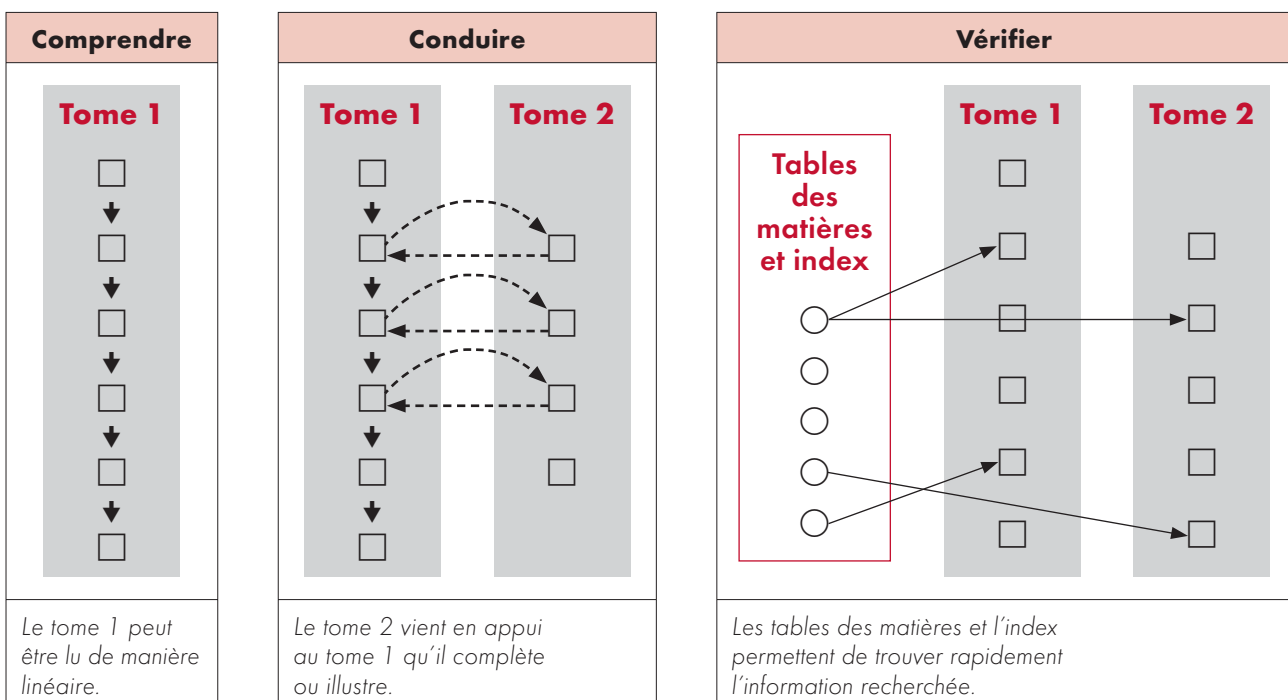 Comprendre
Tome 1
Le tome 1 peut
être lu de manière
linéaire.
Conduire
Tome 1
Tome 2
Le tome 2 vient en appui
au tome 1 qu’il complète
ou illustre.
Vérifier
Tables
des
matières
et index
Tome 1
Tome 2
Les tables des matières et l’index
permettent de trouver rapidement
l’information recherchée.